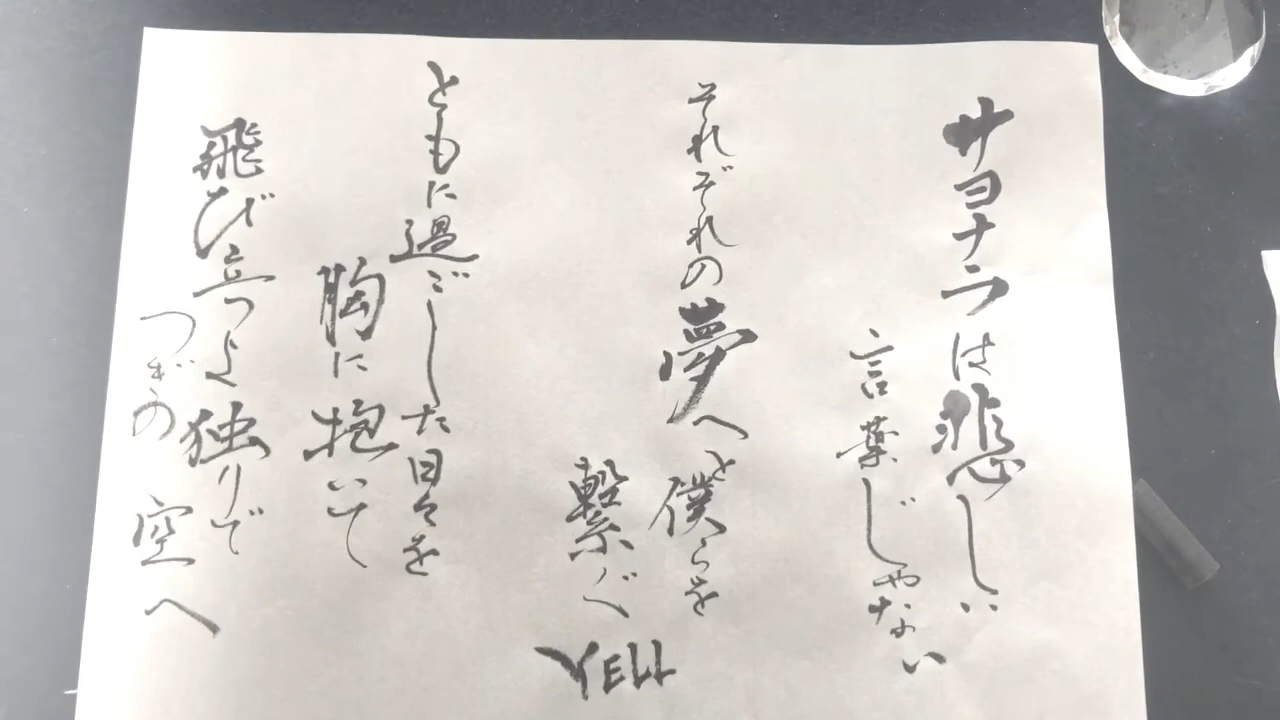 サヨナラは悲しい
言葉じゃない
それぞれの夢へと僕らを
繋ぐ
YELL
ともに過ごした日々を
胸に抱いて
飛び立つよ独りで
つぎの空へ